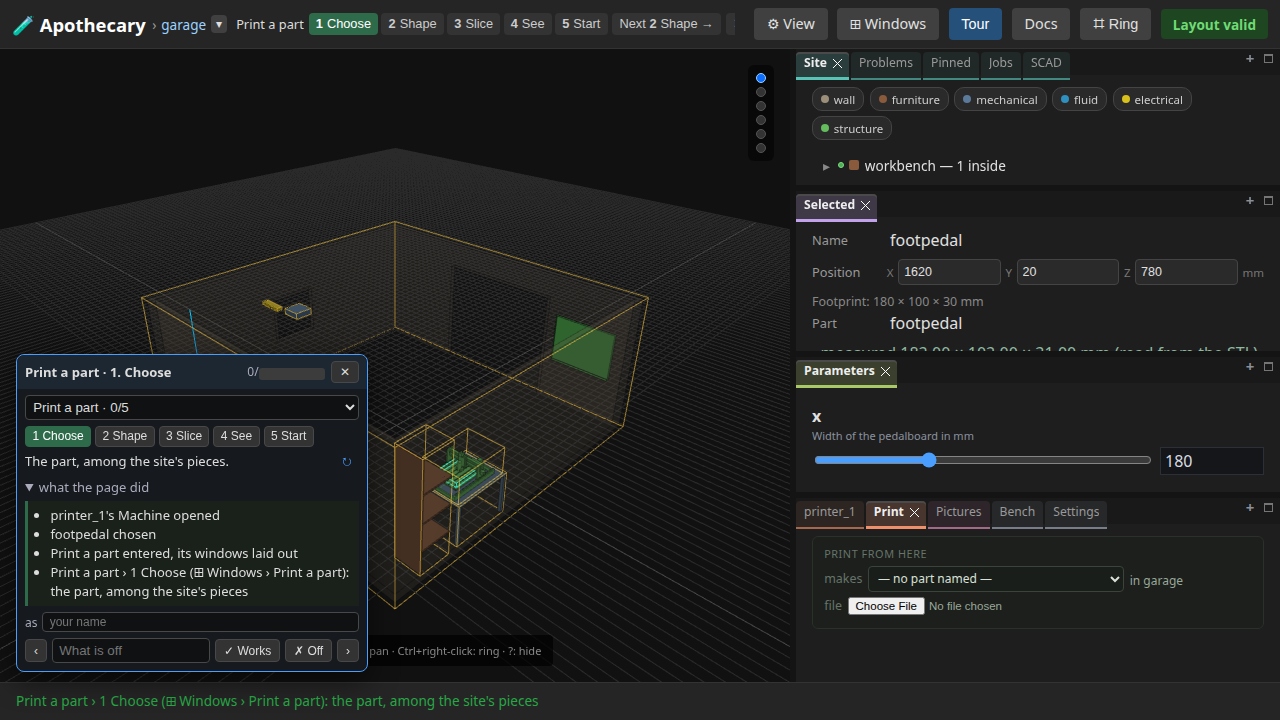 Apothecary › garage ▾ Print a part 1 Choose 2 Shape 3 Slice 4 See 5 Start Next 2 Shape → ⚙ View ⊞ Windows Tour Docs ⌗ Ring Layout valid
Site Problems Pinned Jobs SCAD
wall furniture mechanical fluid electrical
structure
▸ workbench — 1 inside
Selected
Name footpedal
Position X 1620 Y 20 Z 780 mm
Footprint: 180 × 100 × 30 mm
Part footpedal
Parameters
x
Width of the pedalboard in mm
180
printer_1 Print Pictures Bench Settings
PRINT FROM HERE
makes — no part named — in garage
file Choose File No file chosen
Print a part · 1. Choose 0/
Print a part · 0/5
1 Choose 2 Shape 3 Slice 4 See 5 Start
The part, among the site's pieces. ↻
▼ what the page did
• printer_1's Machine opened
• footpedal chosen
• Print a part entered, its windows laid out
• Print a part › 1 Choose (⊞ Windows › Print a part):
the part, among the site's pieces
as your name
‹ What is off ✓ Works ✗ Off ›
pan · Ctrl+right-click: ring · ?: hide
Print a part › 1 Choose (⊞ Windows › Print a part): the part, among the site's pieces